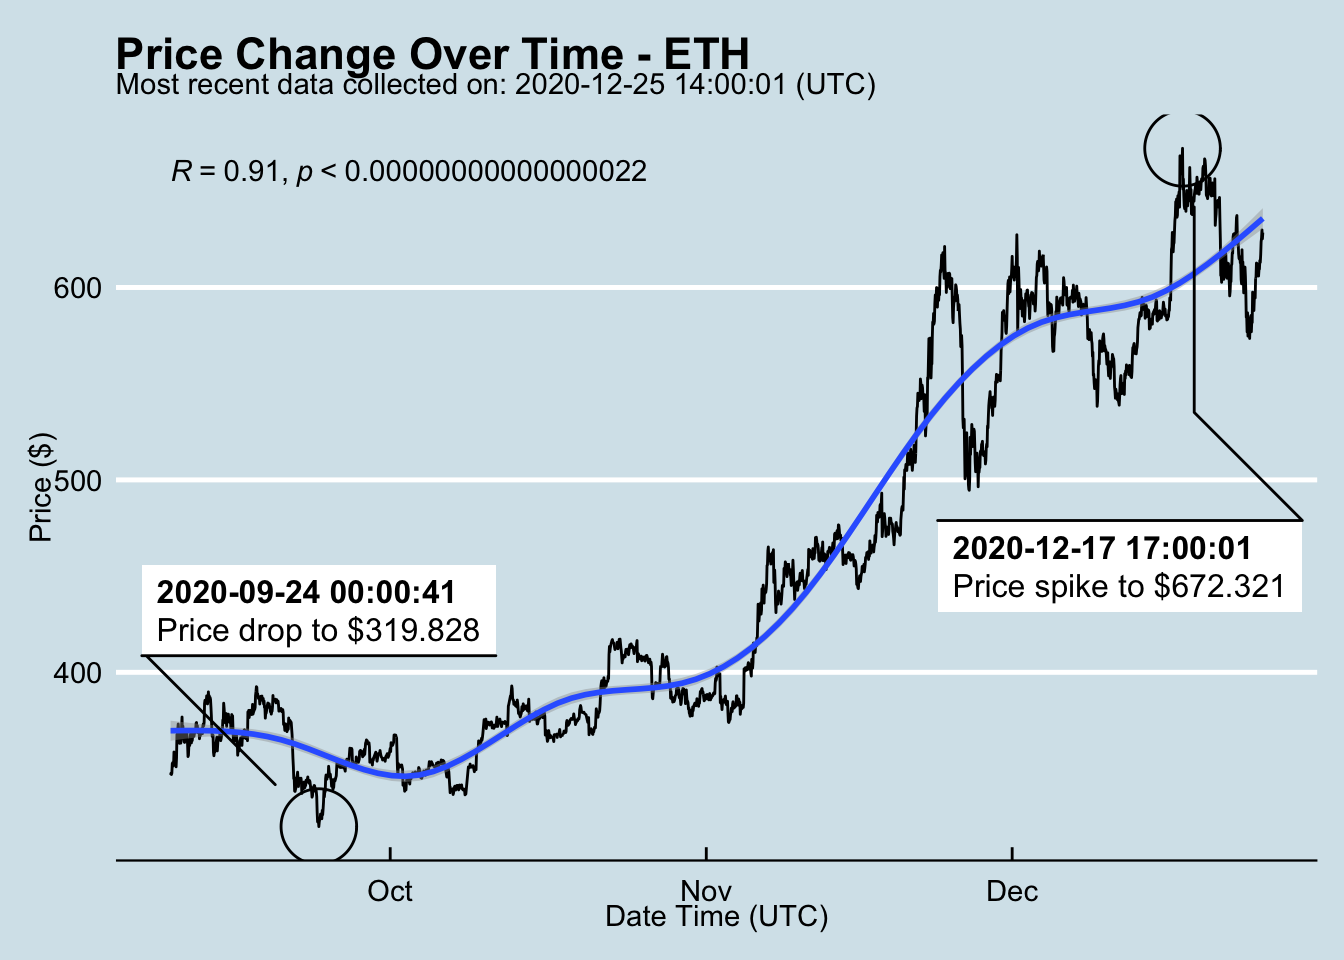 Price Change Over Time - ETH
Most recent data collected on: 2020-12-25 14:00:01 (UTC)
R = 0.91, p < 0.00000000000000022
600
500
400
Price ($)
2020-12-17 17:00:01
Price spike to $672.321
2020-09-24 00:00:41
Price drop to $319.828
Oct
Nov
Dec
Date Time (UTC)